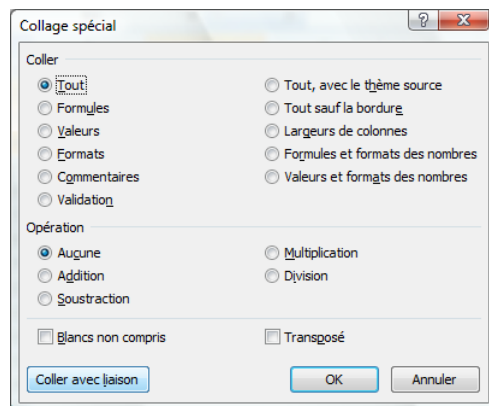 Collage spécial
Coller
Tout
Tout, avec le thème source
Formules
Tout sauf la bordure
Valeurs
Largeurs de colonnes
Formats
Formules et formats des nombres
Commentaires
Valeurs et formats des nombres
Validation
Opération
Aucune
Multiplication
Addition
Division
Soustraction
Blancs non compris
Transposé
Coller avec liaison
OK
Annuler